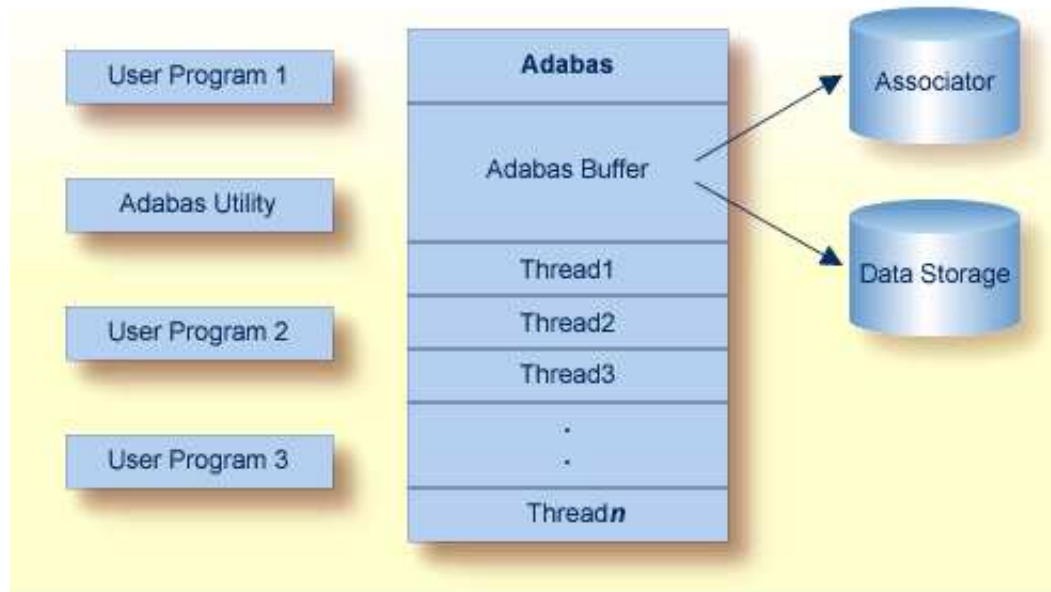 User Program 1
Adabas Utility
User Program 2
User Program 3
Adabas
Adabas Buffer
Thread1
Thread2
Thread3
.
.
Threadn
Associator
Data Storage